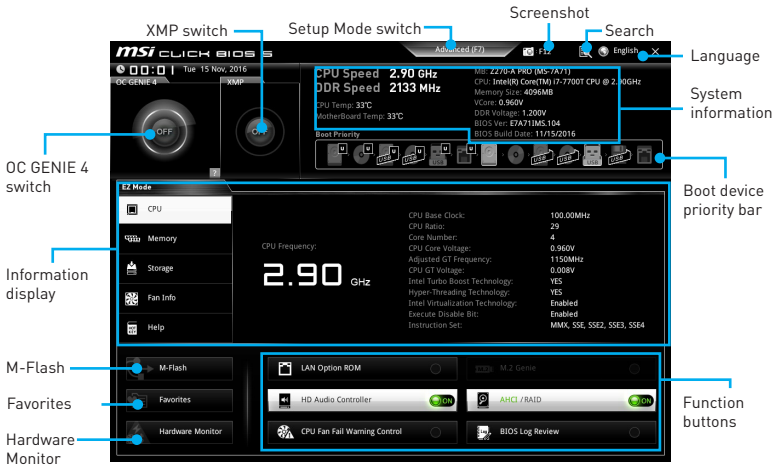 Screenshot
XMP switch
Setup Mode switch
Search
msi CLICK BIOS 5
Advanced (F7)
: F12
English
Language
Tue 15 Nov, 2016
OC GENIE 4
XMP
CPU Speed 2.90 GHz
DDR Speed 2133 MHz
CPU Temp: 33°C
MotherBoard Temp: 33°C
MB: Z270-A PRO (MS-7A71)
CPU: Intel(R) Core(TM) i7-7700T CPU @ 2.90GHz
Memory Size: 4096MB
VCore: 0.960V
DDR Voltage: 1.200V
BIOS Ver: E7A71IMS.104
BIOS Build Date: 11/15/2016
System
information
OFF
OFF
Boot Priority
U U U U U U
USB USB USB USB USB USB
OC GENIE 4
switch
?
Boot device
priority bar
EZ Mode
CPU
Memory
Storage
Fan Info
Help
Information
display
CPU Frequency:
2.90 GHz
CPU Base Clock: 100.00MHz
CPU Ratio: 29
Core Number: 4
CPU Core Voltage: 0.960V
Adjusted GT Frequency: 1150MHz
CPU GT Voltage: 0.008V
Intel Turbo Boost Technology: YES
Hyper-Threading Technology: YES
Intel Virtualization Technology: Enabled
Execute Disable Bit: Enabled
Instruction Set: MMX, SSE, SSE2, SSE3, SSE4
M-Flash
M-Flash
LAN Option ROM
M.2 Genie
Favorites
Favorites
HD Audio Controller
ON
AHCI /RAID
ON
Function
buttons
Hardware
Monitor
Hardware Monitor
CPU Fan Fail Warning Control
BIOS Log Review